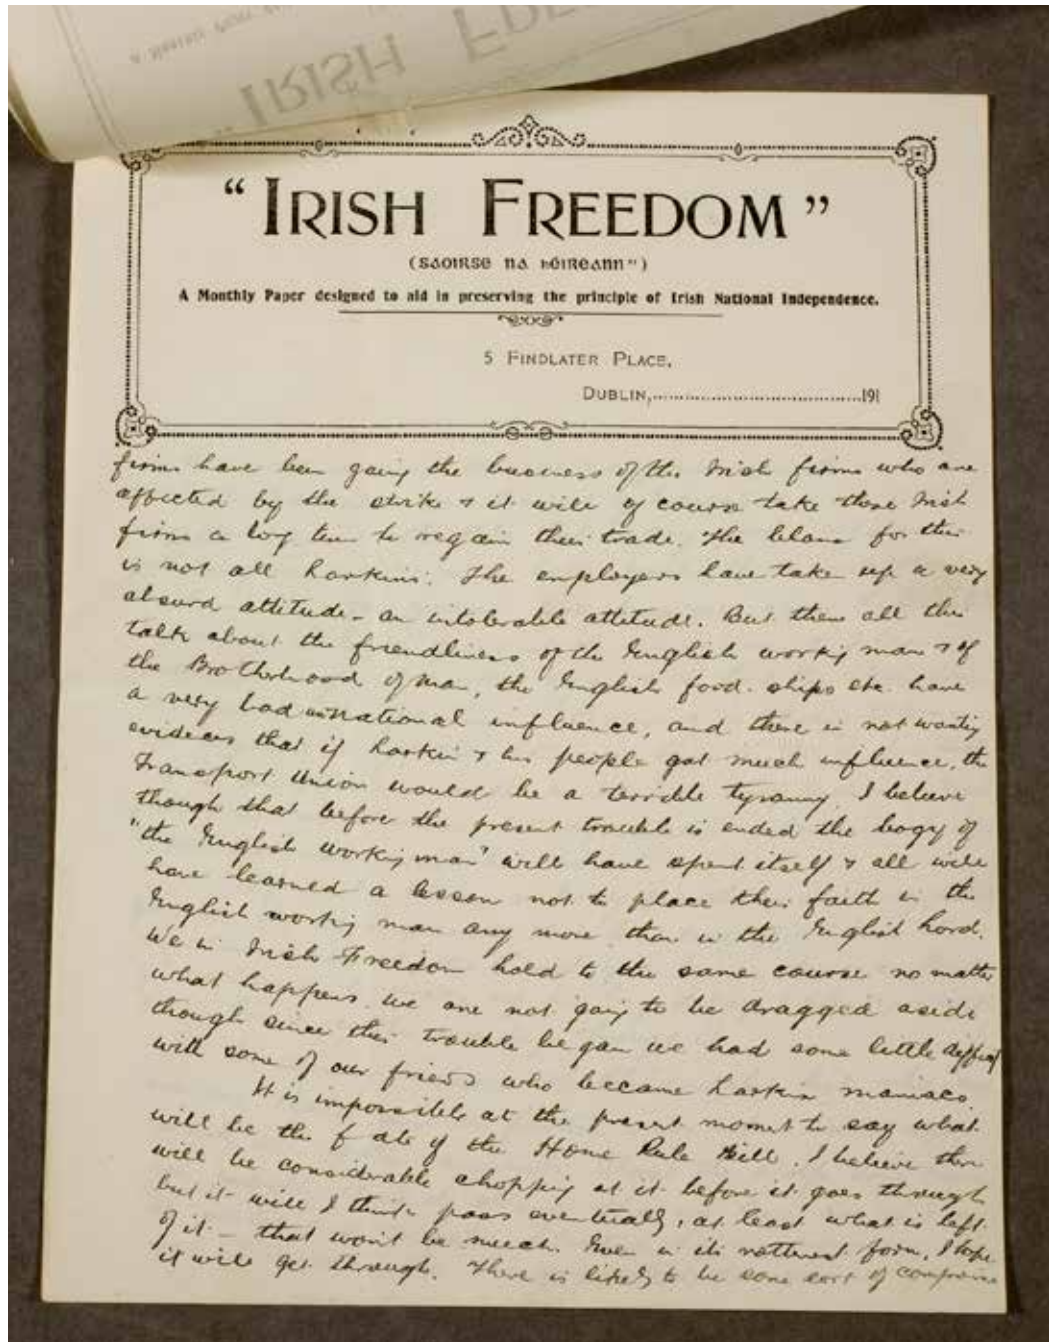 IRISH FRE
"IRISH FREEDOM"
(SAOIRSE NA hÉIREANN")
A Monthly Paper designed to aid in preserving the principle of Irish National Independence.
5 FINDLATER PLACE,
DUBLIN,..............................191
firms have been going the business of the Irish firms who are
affected by the strike & it will of course take those Irish
firms a long time to regain their trade. The blame for this
is not all Larkins. The employers have take up a very
absurd attitude – an intolerable attitude. But then all this
talk about the friendliness of the English working man & of
the Brotherhood of Man, the English food-ships etc. have
a very bad unnational influence, and there is not wanting
evidences that if Larkin & his people got much influence, the
Transport Union would be a terrible tyranny. I believe
though that before the present trouble is ended the bogy of
"the English working man" will have spent itself & all will
have learned a lesson not to place their faith in the
English working man any more than in the English Lord.
We in Irish Freedom hold to the same course no matter
what happens we are not going to be dragged aside
though since this trouble began we had some little
with some of our friends who became Larkin maniacs.
It is impossible at the present moment to say what
will be the fate of the Home Rule Bill. I believe there
will be considerable chopping at it before it goes through
but it will I think pass eventually, at least what is left
of it – that won't be much. Even in its rottenest form, I hope
it will get through. There is likely to be some sort of compromise